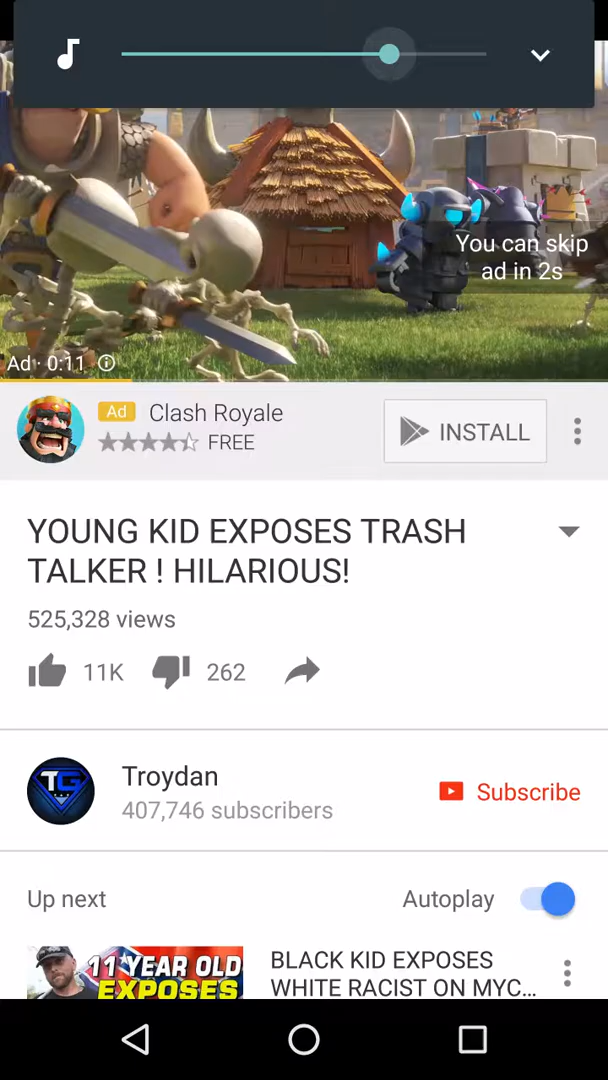 You can skip
ad in 2s
Ad · 0:11
Ad Clash Royale
FREE
INSTALL
YOUNG KID EXPOSES TRASH
TALKER ! HILARIOUS!
525,328 views
11K
262
TG
Troydan
407,746 subscribers
Subscribe
Up next
Autoplay
11 YEAR OLD
EXPOSES
BLACK KID EXPOSES
WHITE RACIST ON MYC...